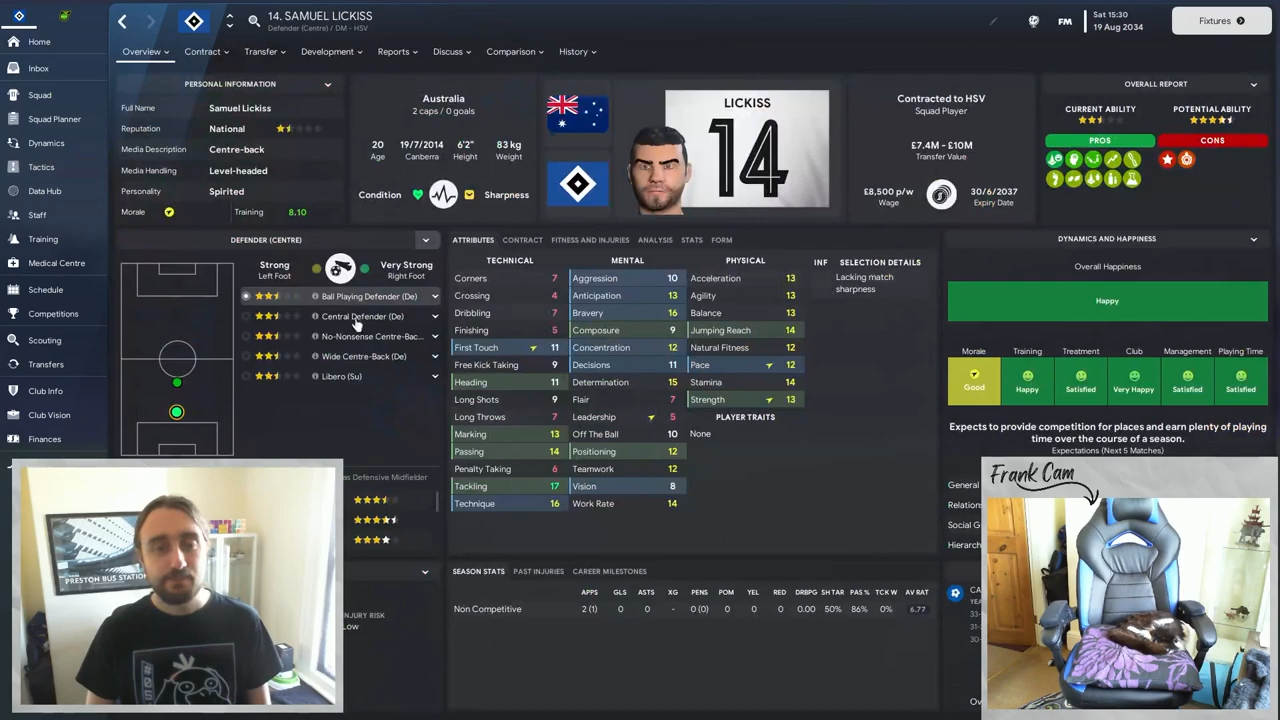 14. SAMUEL LICKISS
Defender (Centre) / DM - HSV
FM
Sat 15:30
19 Aug 2034
Fixtures
Home
Inbox
Squad
Squad Planner
Dynamics
Tactics
Data Hub
Staff
Training
Medical Centre
Schedule
Competitions
Scouting
Transfers
Club Info
Club Vision
Finances
Overview
Contract
Transfer
Development
Reports
Discuss
Comparison
History
PERSONAL INFORMATION
Full Name Samuel Lickiss
Reputation National
Media Description Centre-back
Media Handling Level-headed
Personality Spirited
Morale Training 8.10
Australia
2 caps / 0 goals
20 19/7/2014 6'2" 83 kg
Age Canberra Height Weight
Condition Sharpness
LICKISS
14
Contracted to HSV
Squad Player
£7.4M - £10M
Transfer Value
£8,500 p/w 30/6/2037
Wage Expiry Date
OVERALL REPORT
CURRENT ABILITY POTENTIAL ABILITY
PROS CONS
DEFENDER (CENTRE)
Strong Very Strong
Left Foot Right Foot
Ball Playing Defender (De)
Central Defender (De)
No-Nonsense Centre-Bac...
Wide Centre-Back (De)
Libero (Su)
as Defensive Midfielder
JURY RISK
Low
ATTRIBUTES CONTRACT FITNESS AND INJURIES ANALYSIS STATS FORM
TECHNICAL
Corners 7
Crossing 4
Dribbling 7
Finishing 5
First Touch 11
Free Kick Taking 9
Heading 11
Long Shots 9
Long Throws 7
Marking 13
Passing 14
Penalty Taking 6
Tackling 17
Technique 16
MENTAL
Aggression 10
Anticipation 13
Bravery 16
Composure 9
Concentration 12
Decisions 11
Determination 15
Flair 7
Leadership 5
Off The Ball 10
Positioning 12
Teamwork 12
Vision 8
Work Rate 14
PHYSICAL
Acceleration 13
Agility 13
Balance 13
Jumping Reach 14
Natural Fitness 12
Pace 12
Stamina 14
Strength 13
PLAYER TRAITS
None
INF SELECTION DETAILS
Lacking match
sharpness
SEASON STATS PAST INJURIES CAREER MILESTONES
APPS GLS ASTS XG PENS POM YEL RED DRBPG SH TAR PAS % TCK W AV RAT
Non Competitive 2 (1) 0 0 - 0 (0) 0 0 0 0.00 50% 86% 0% 6.77
DYNAMICS AND HAPPINESS
Overall Happiness
Happy
Morale Training Treatment Club Management Playing Time
Good Happy Satisfied Very Happy Satisfied Satisfied
Expects to provide competition for places and earn plenty of playing
time over the course of a season.
Expectations (Next 5 Matches)
General
Relations
Social G
Hierarch
Frank Cam
PRESTON BUS STATION